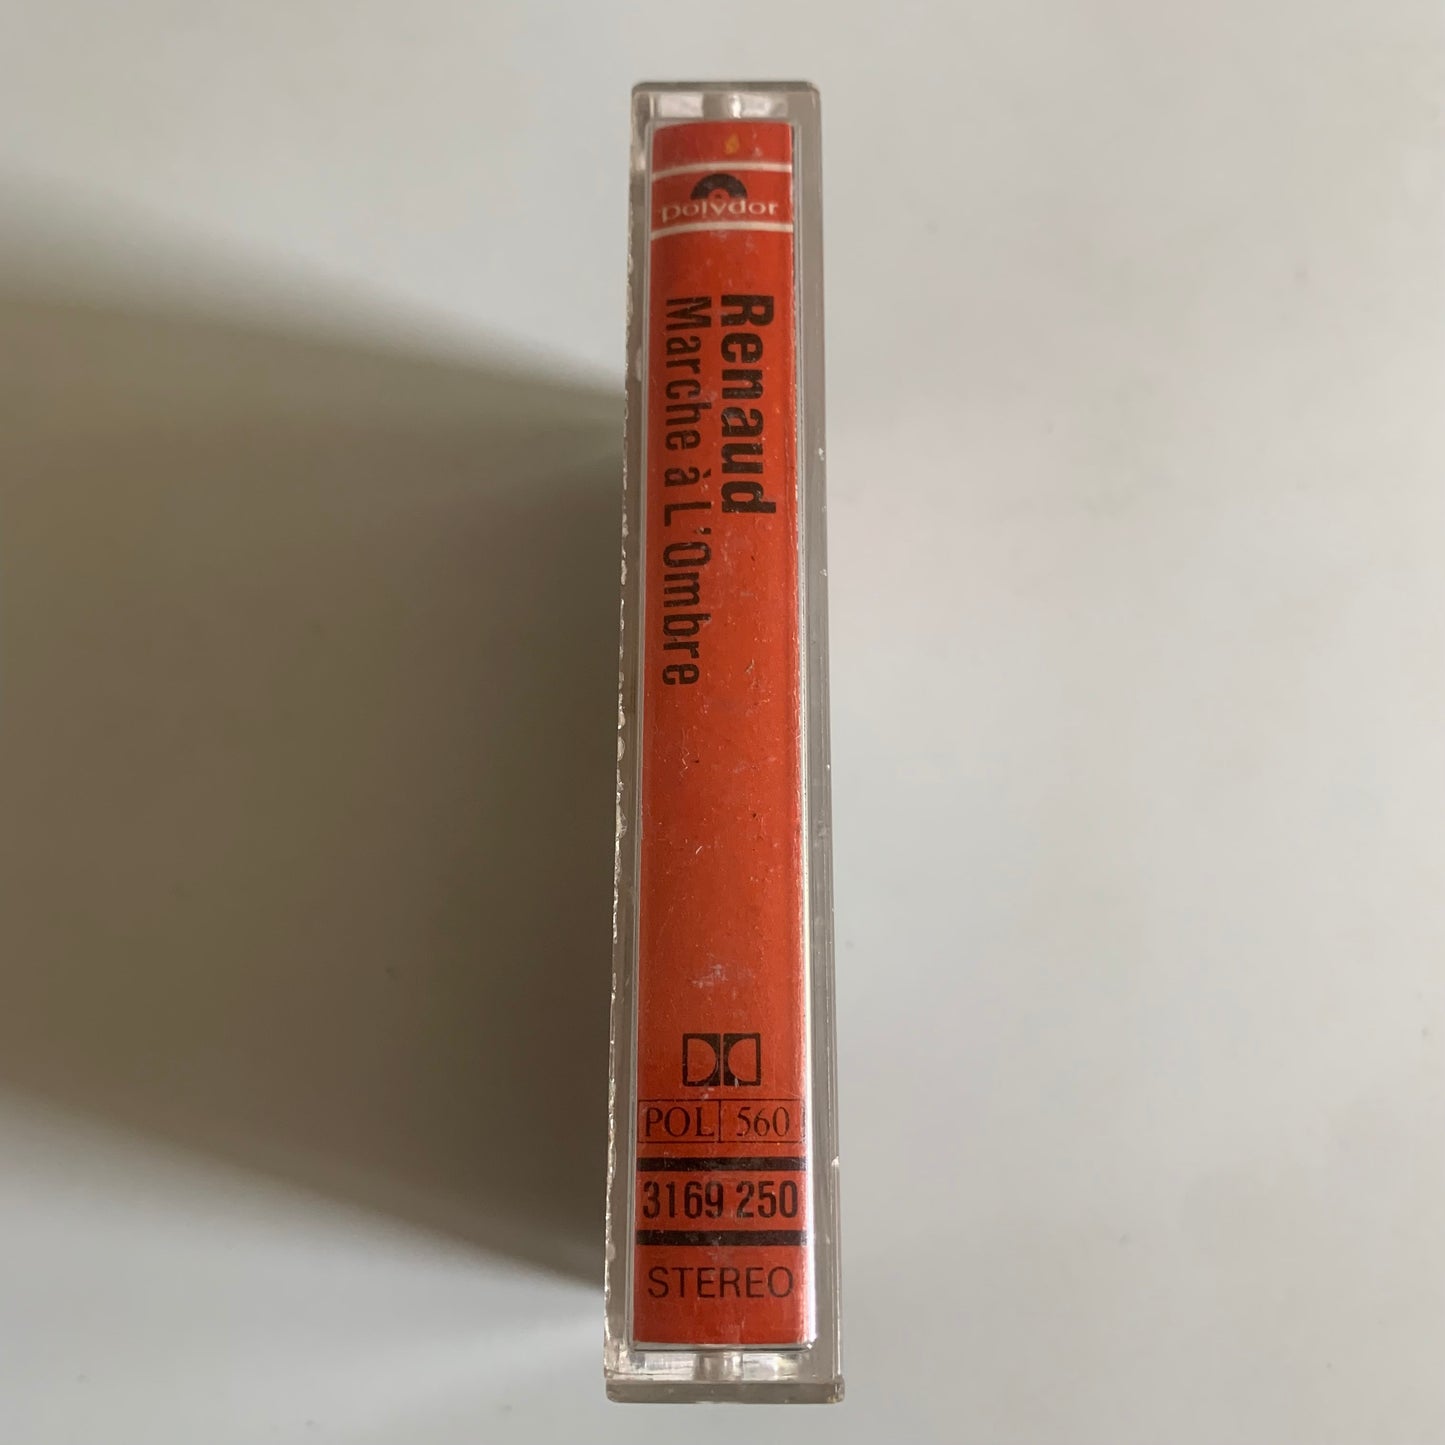 polydor
Renaud
Marche à L'Ombre
POL 560
3169 250
STEREO